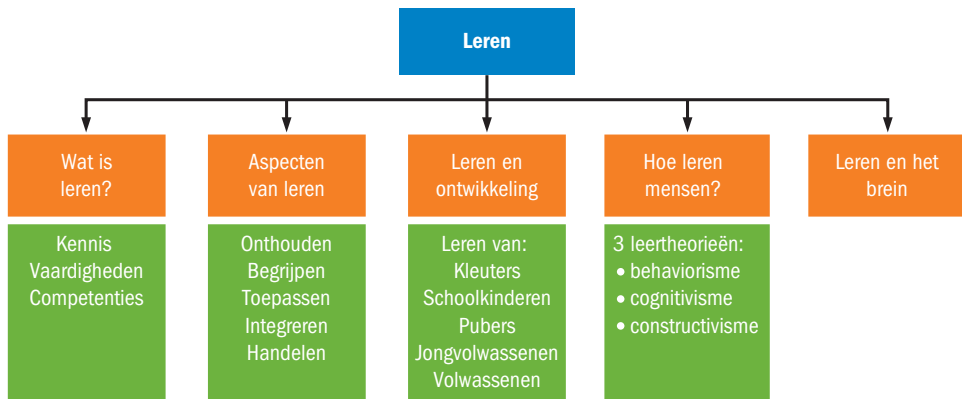 Leren
Wat is
leren?
Kennis
Vaardigheden
Competenties
Aspecten
van leren
Onthouden
Begrijpen
Toepassen
Integreren
Handelen
Leren en
ontwikkeling
Leren van:
Kleuters
Schoolkinderen
Pubers
Jongvolwassenen
Volwassenen
Hoe leren
mensen?
3 leertheorieën:
• behaviorisme
• cognitivisme
• constructivisme
Leren en het
brein